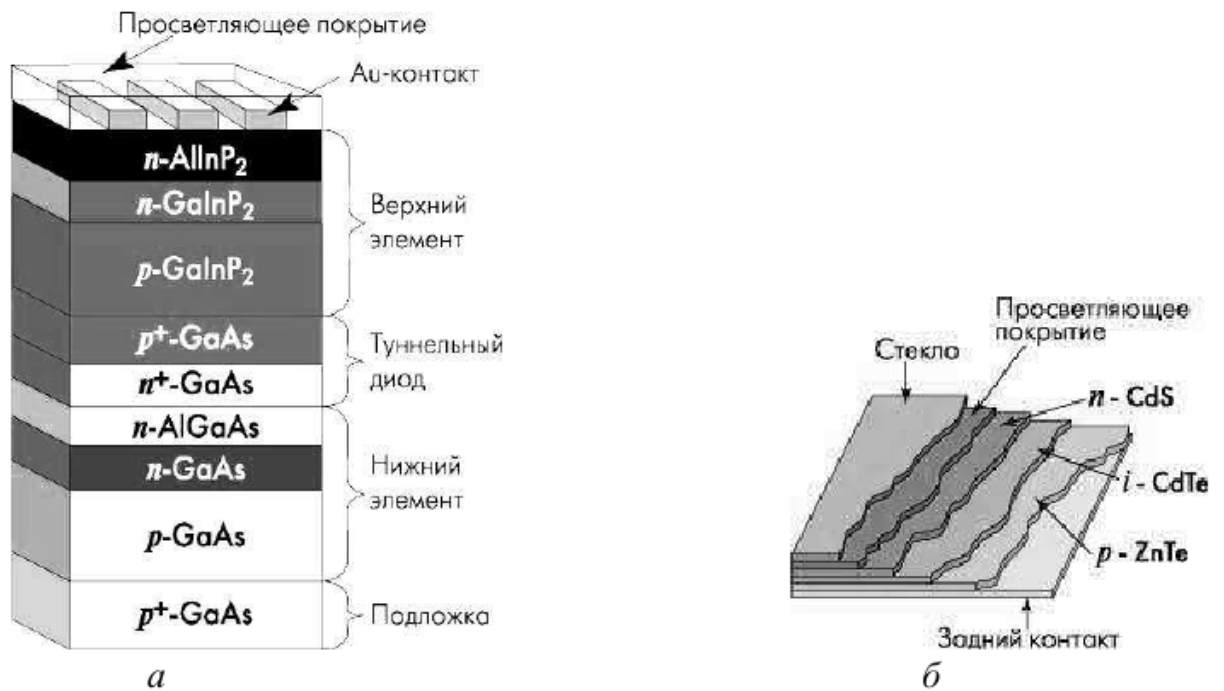 Просветляющее покрытие
Au-контакт
n-AlInP₂
n-GaInP₂
p-GaInP₂
Верхний
элемент
p⁺-GaAs
n⁺-GaAs
Туннельный
диод
n-AlGaAs
n-GaAs
p-GaAs
Нижний
элемент
p⁺-GaAs
Подложка
а
Просветляющее
покрытие
Стекло
n - CdS
i - CdTe
p - ZnTe
Задний контакт
б